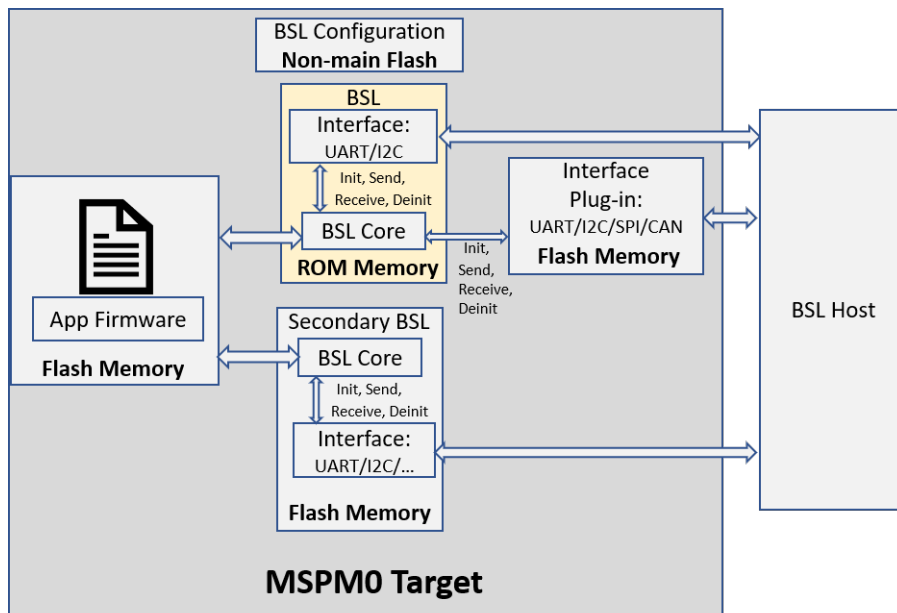 BSL Configuration
Non-main Flash
BSL
Interface:
UART/I2C
Init, Send,
Receive, Deinit
BSL Core
ROM Memory
Interface
Plug-in:
UART/I2C/SPI/CAN
Flash Memory
Init,
Send,
Receive,
Deinit
App Firmware
Flash Memory
Secondary BSL
BSL Core
Init, Send,
Receive, Deinit
Interface:
UART/I2C/...
Flash Memory
BSL Host
MSPM0 Target